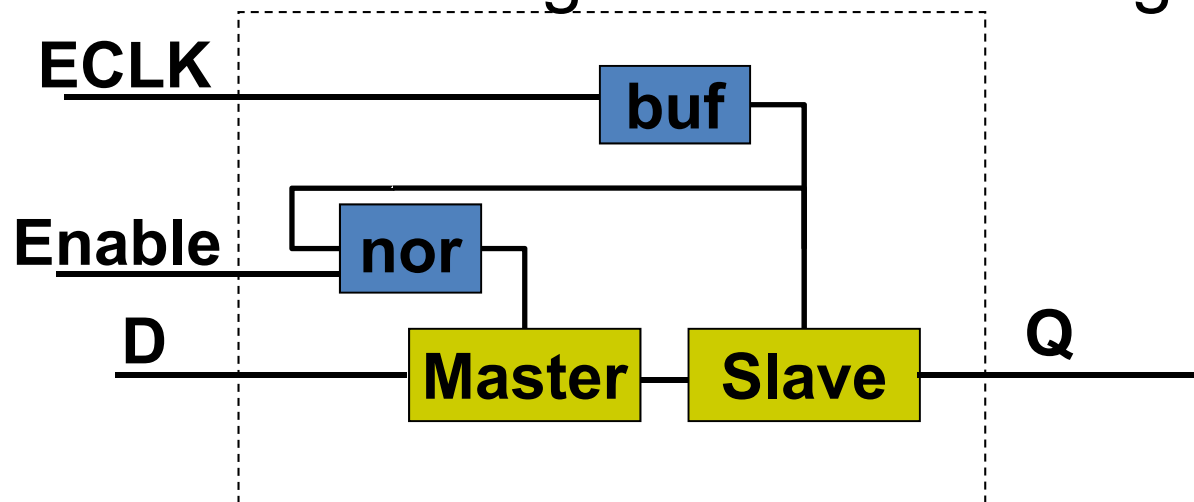 ECLK
buf
Enable
nor
D
Master
Slave
Q